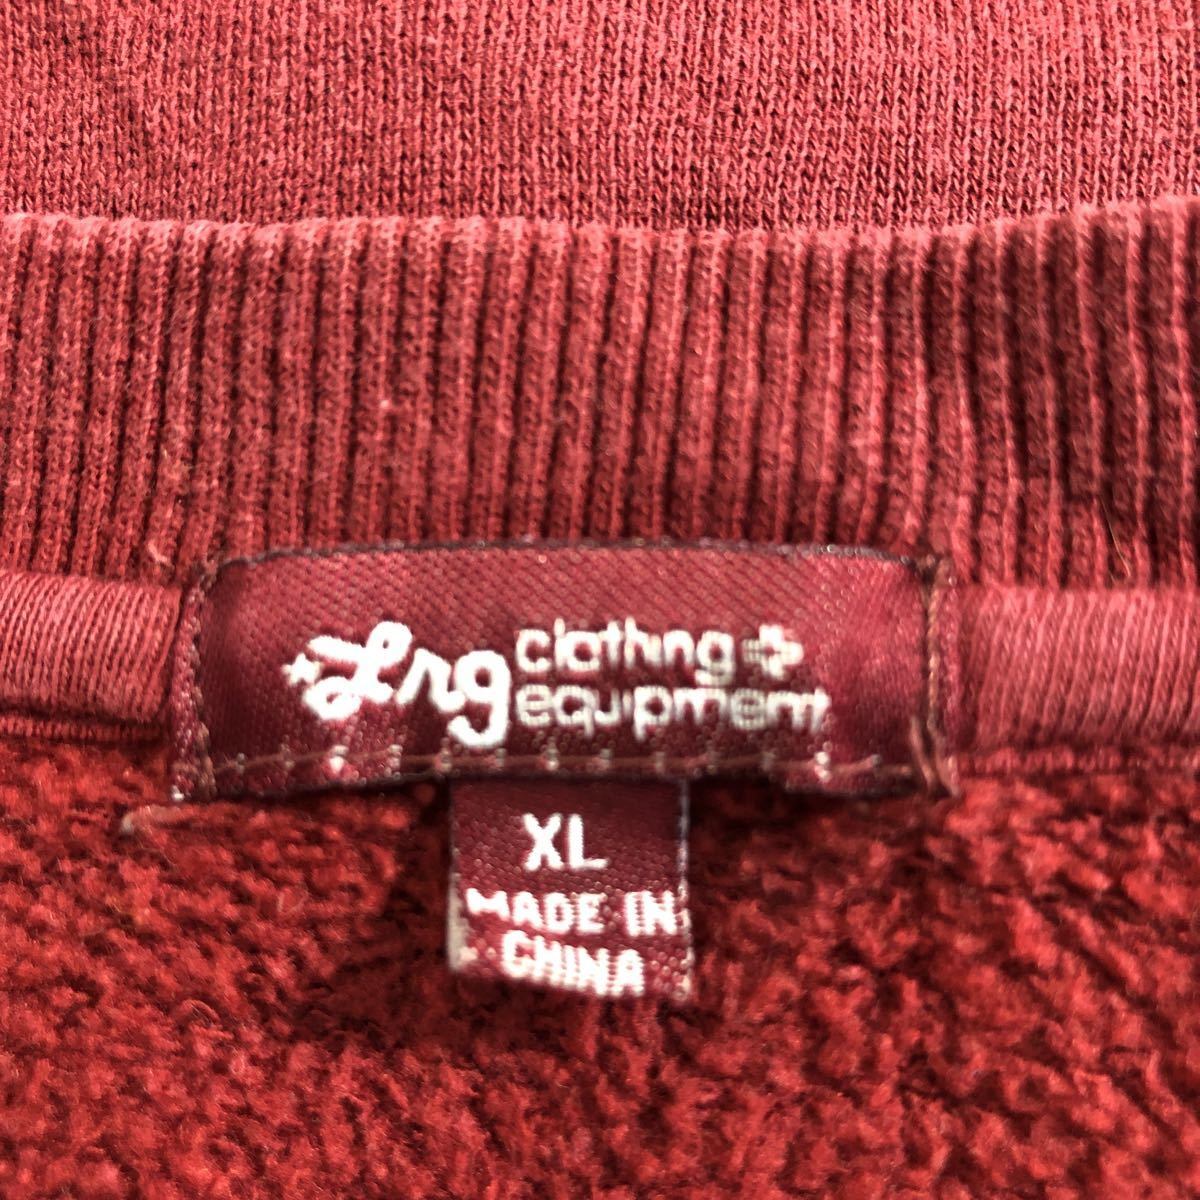 Lrg clothing +
equipment
XL
MADE IN
CHINA